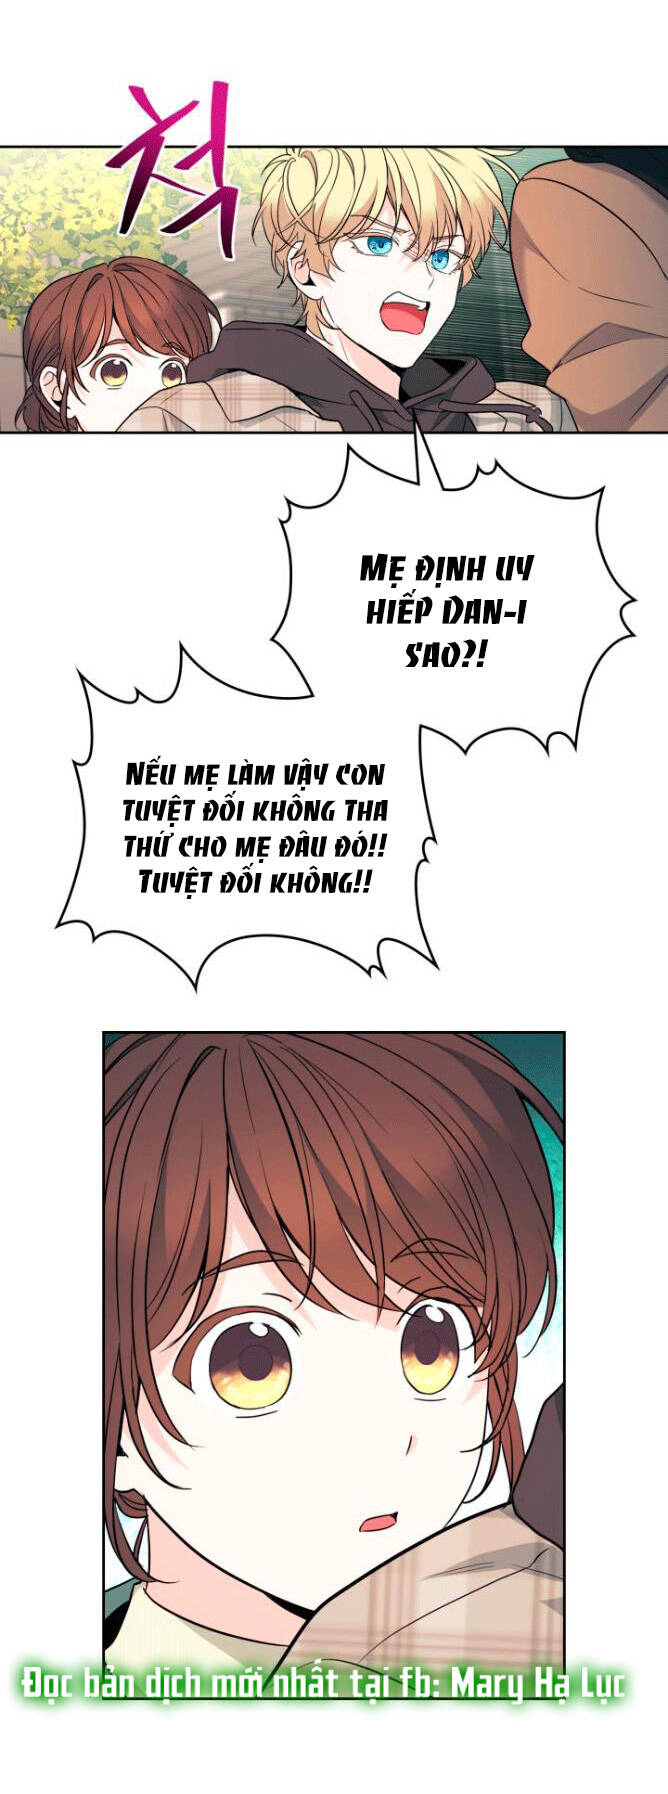 척
MẸ ĐỊNH UY
HIẾP DAN-I
SAO?!
NẾU MẸ LÀM VẬY CON
TUYỆT ĐỐI KHÔNG THA
THỨ CHO MẸ ĐÂU ĐÓ!!
TUYỆT ĐỐI KHÔNG!!
Đọc bản dịch mới nhất tại fb: Mary Hạ Lục